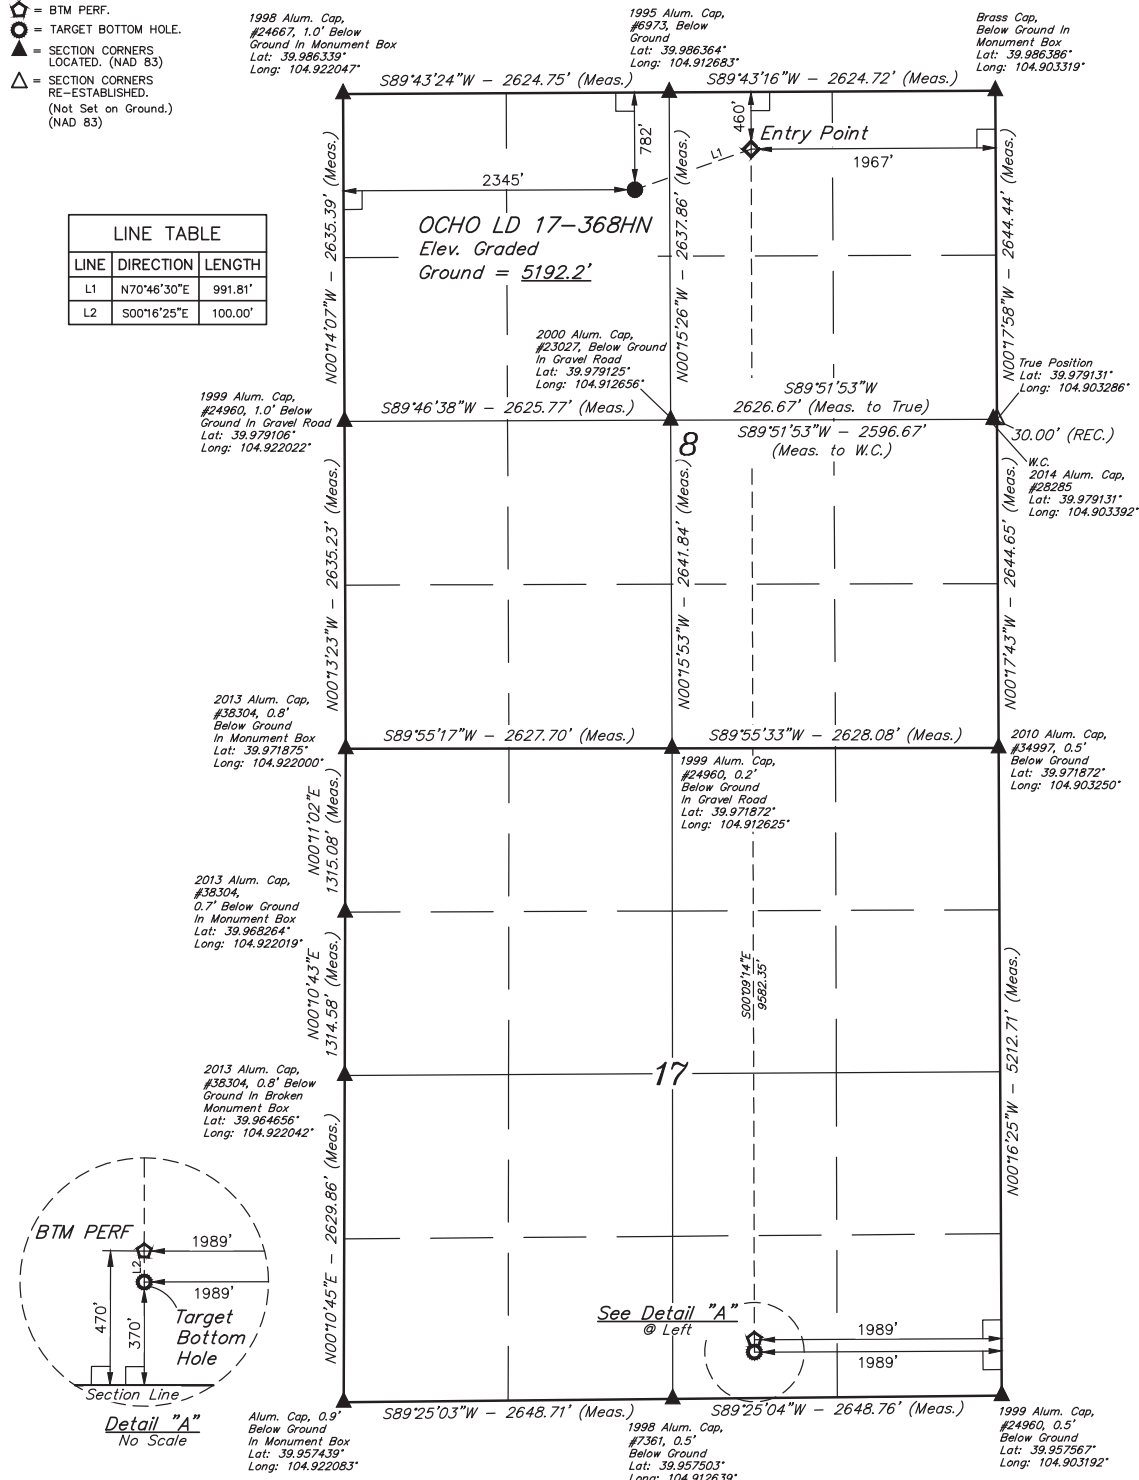 = BTM PERF.
= TARGET BOTTOM HOLE.
= SECTION CORNERS
LOCATED. (NAD 83)
= SECTION CORNERS
RE-ESTABLISHED.
(Not Set on Ground.)
(NAD 83)
1998 Alum. Cap,
#24667, 1.0' Below
Ground In Monument Box
Lat: 39.986339°
Long: 104.922047°
1995 Alum. Cap,
#6973, Below
Ground
Lat: 39.986364°
Long: 104.912683°
Brass Cap,
Below Ground In
Monument Box
Lat: 39.986386°
Long: 104.903319°
S89°43'24"W - 2624.75' (Meas.)
S89°43'16"W - 2624.72' (Meas.)
782'
460'
Entry Point
L1
1967'
2345'
OCHO LD 17-368HN
Elev. Graded
Ground = 5192.2'
LINE TABLE
LINE DIRECTION LENGTH
L1 N70°46'30"E 991.81'
L2 S00°16'25"E 100.00'
N00°14'07"W - 2635.39' (Meas.)
N00°15'26"W - 2637.86' (Meas.)
N00°17'58"W - 2644.44' (Meas.)
2000 Alum. Cap,
#23027, Below Ground
In Gravel Road
Lat: 39.979125°
Long: 104.912656°
True Position
Lat: 39.979131°
Long: 104.903286°
1999 Alum. Cap,
#24960, 1.0' Below
Ground In Gravel Road
Lat: 39.979106°
Long: 104.922022°
S89°46'38"W - 2625.77' (Meas.)
S89°51'53"W
2626.67' (Meas. to True)
S89°51'53"W - 2596.67'
(Meas. to W.C.)
8
30.00' (REC.)
W.C.
2014 Alum. Cap,
#28285
Lat: 39.979131°
Long: 104.903392°
N00°13'23"W - 2635.23' (Meas.)
N00°15'53"W - 2641.84' (Meas.)
N00°17'43"W - 2644.65' (Meas.)
2013 Alum. Cap,
#38304, 0.8'
Below Ground
In Monument Box
Lat: 39.971875°
Long: 104.922000°
S89°55'17"W - 2627.70' (Meas.)
S89°55'33"W - 2628.08' (Meas.)
2010 Alum. Cap,
#34997, 0.5'
Below Ground
Lat: 39.971872°
Long: 104.903250°
1999 Alum. Cap,
#24960, 0.2'
Below Ground
In Gravel Road
Lat: 39.971872°
Long: 104.912625°
N00°11'02"E
1315.08' (Meas.)
2013 Alum. Cap,
#38304,
0.7' Below Ground
In Monument Box
Lat: 39.968264°
Long: 104.922019°
N00°10'43"E
1314.58' (Meas.)
S00°09'14"E
9582.35'
N00°16'25"W - 5212.71' (Meas.)
17
2013 Alum. Cap,
#38304, 0.8' Below
Ground In Broken
Monument Box
Lat: 39.964656°
Long: 104.922042°
N00°10'45"E - 2629.86' (Meas.)
BTM PERF
1989'
L2
1989'
470'
370'
Target
Bottom
Hole
Section Line
Detail "A"
No Scale
See Detail "A"
@ Left
1989'
1989'
S89°25'03"W - 2648.71' (Meas.)
S89°25'04"W - 2648.76' (Meas.)
Alum. Cap, 0.9'
Below Ground
In Monument Box
Lat: 39.957439°
Long: 104.922083°
1998 Alum. Cap,
#7361, 0.5'
Below Ground
Lat: 39.957503°
Long: 104.912639°
1999 Alum. Cap,
#24960, 0.5'
Below Ground
Lat: 39.957567°
Long: 104.903192°